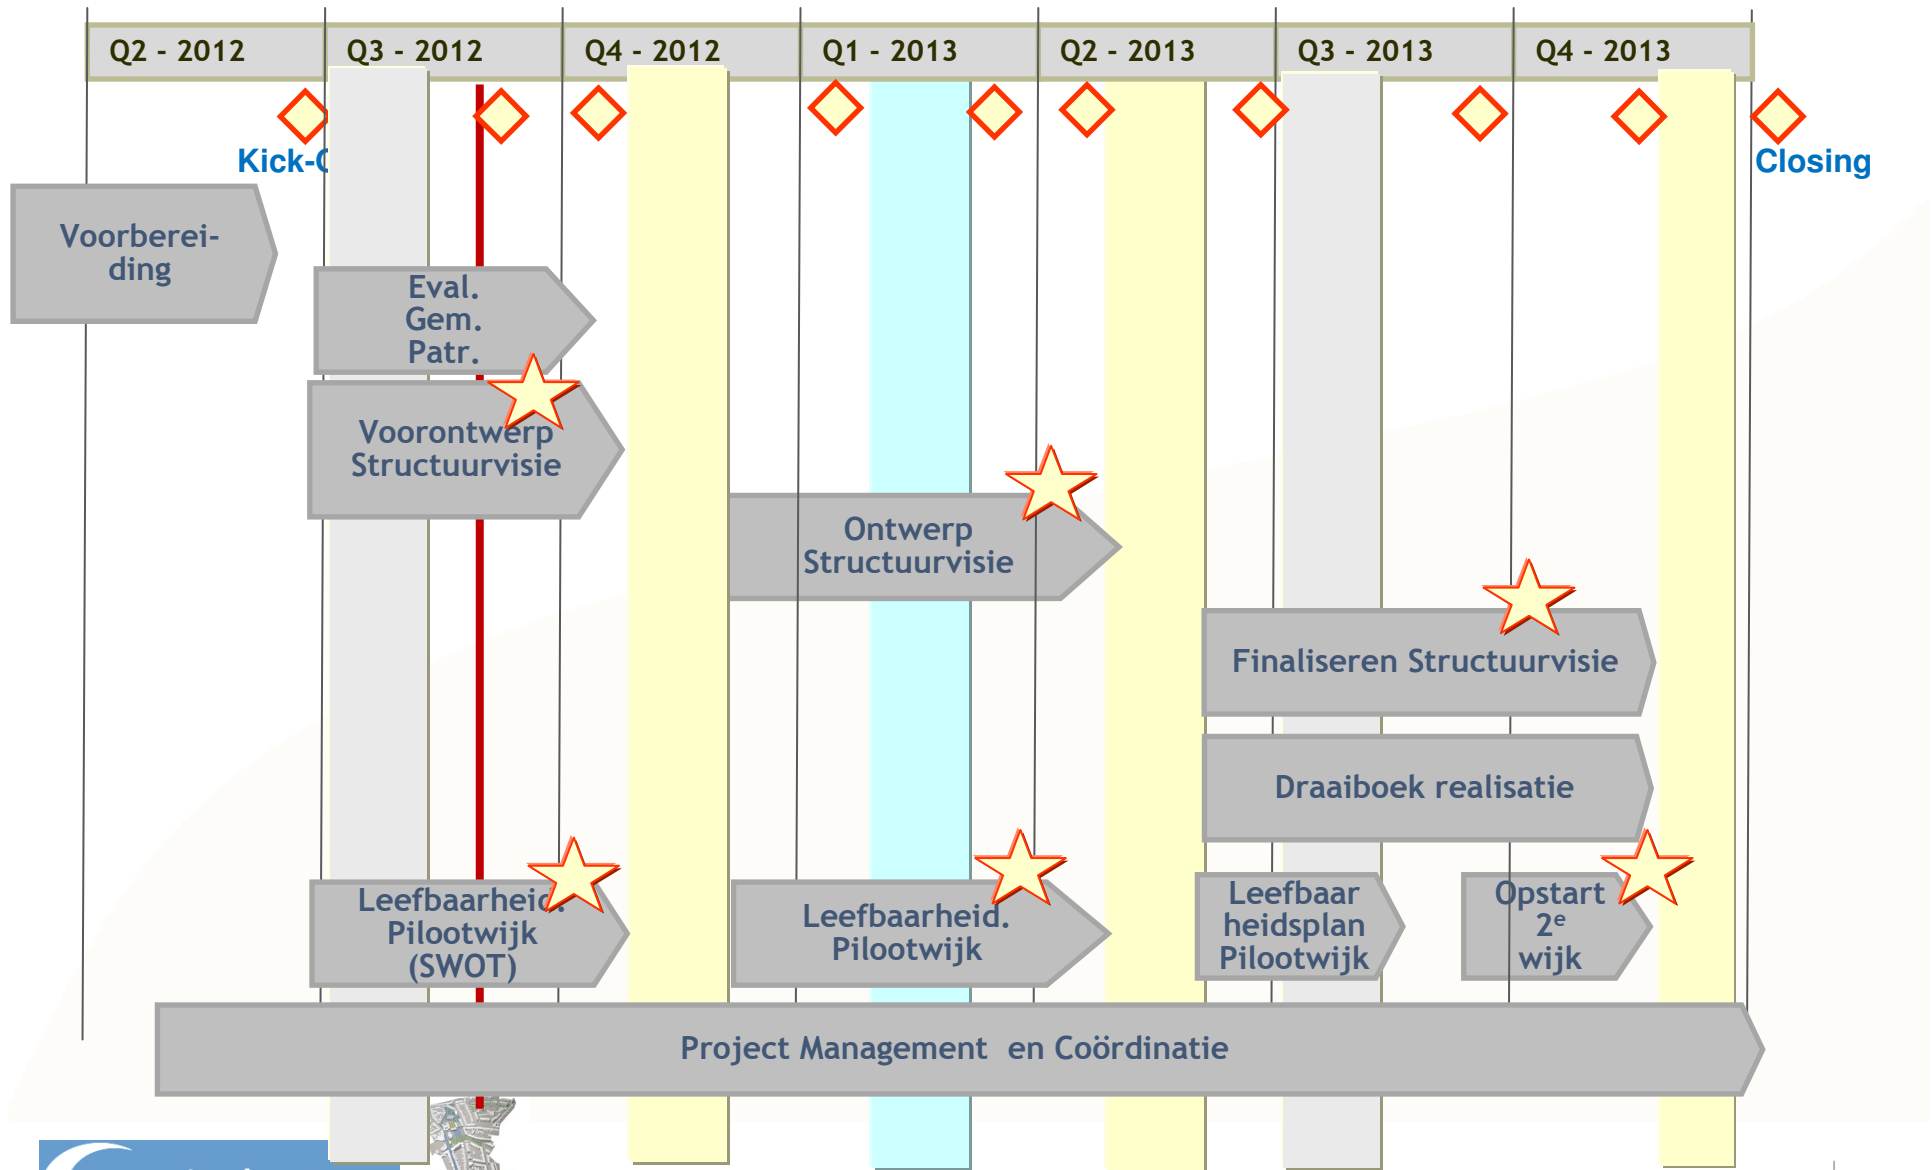 Q2 - 2012
Q3 - 2012
Q4 - 2012
Q1 - 2013
Q2 - 2013
Q3 - 2013
Q4 - 2013
Kick-
Closing
Voorberei-
ding
Eval.
Gem.
Patr.
Voorontwerp
Structuurvisie
Ontwerp
Structuurvisie
Finaliseren Structuurvisie
Draaiboek realisatie
Leefbaarheid.
Pilootwijk
(SWOT)
Leefbaarheid.
Pilootwijk
Leefbaar
heidsplan
Pilootwijk
Opstart
2e
wijk
Project Management en Coördinatie